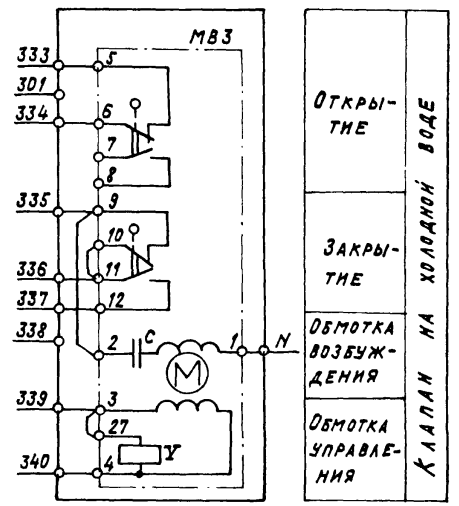 МВ3
333
5
301
334
6
7
8
335
9
10
336
11
337
12
338
2
C
1
N
M
339
3
27
Y
340
4
ОТКРЫ-
ТИЕ
ЗАКРЫ-
ТИЕ
ОБМОТКА
ВОЗБУЖ-
ДЕНИЯ
ОБМОТКА
УПРАВЛЕ-
НИЯ
КЛАПАН НА ХОЛОДНОЙ ВОДЕ